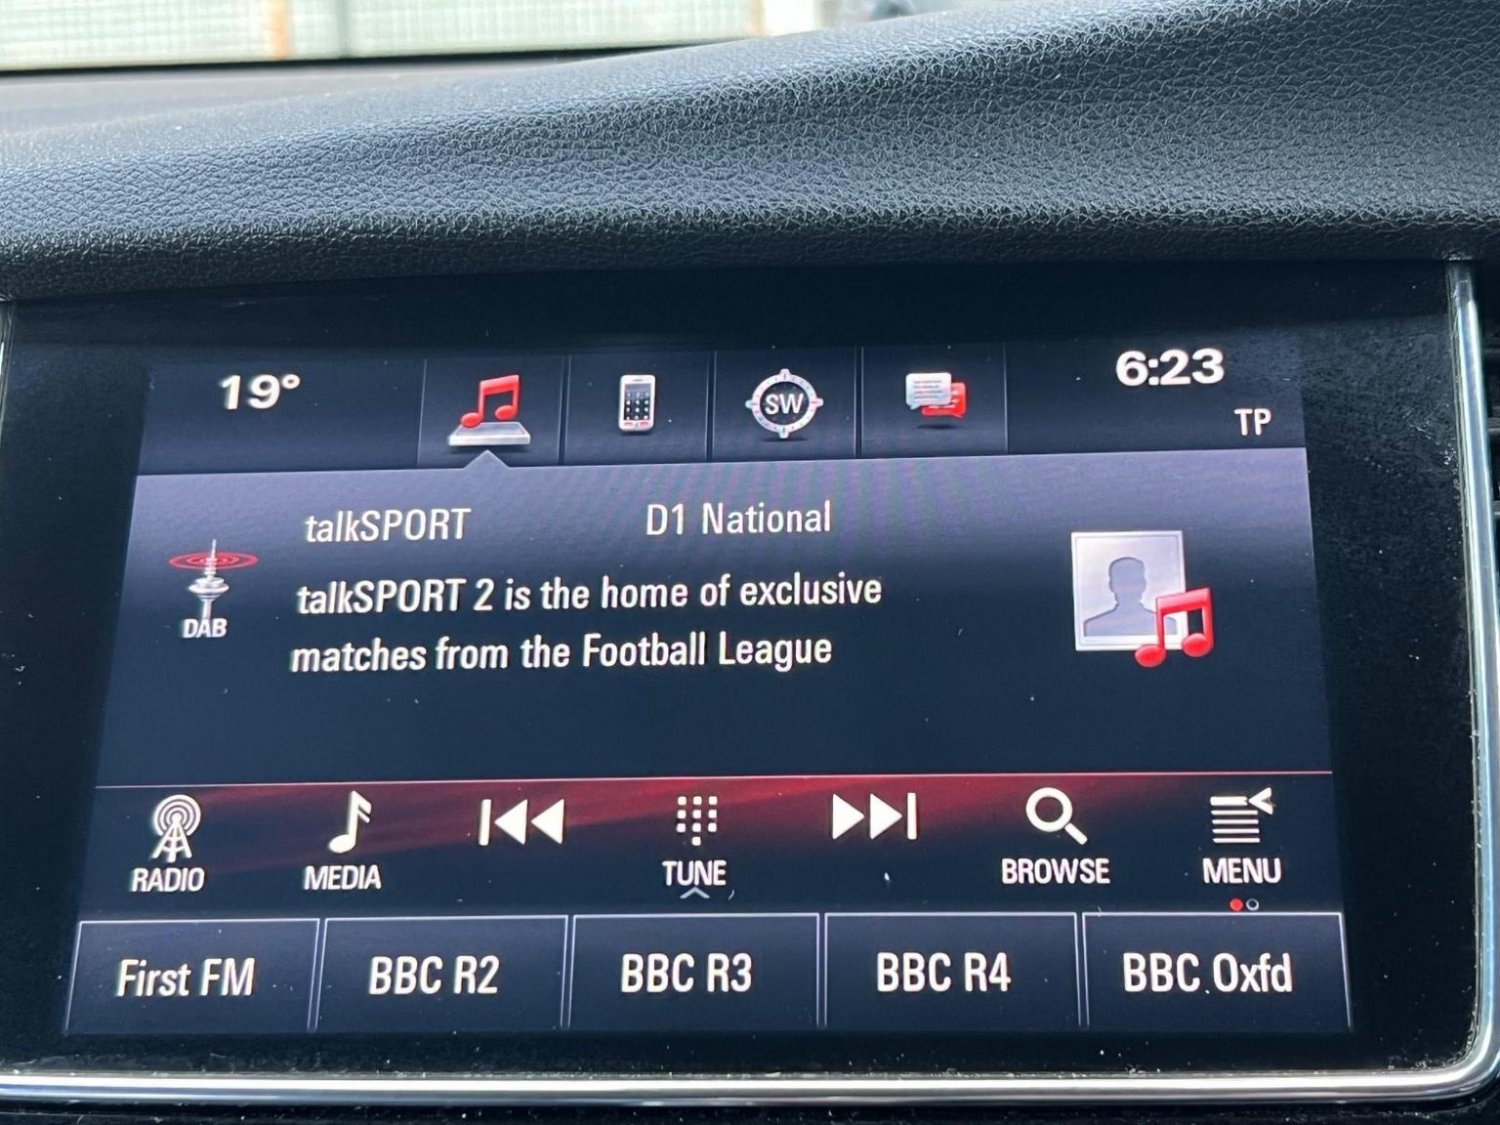 19°
SW
6:23
TP
talkSPORT
D1 National
DAB
talkSPORT 2 is the home of exclusive
matches from the Football League
RADIO
MEDIA
TUNE
BROWSE
MENU
First FM
BBC R2
BBC R3
BBC R4
BBC Oxfd